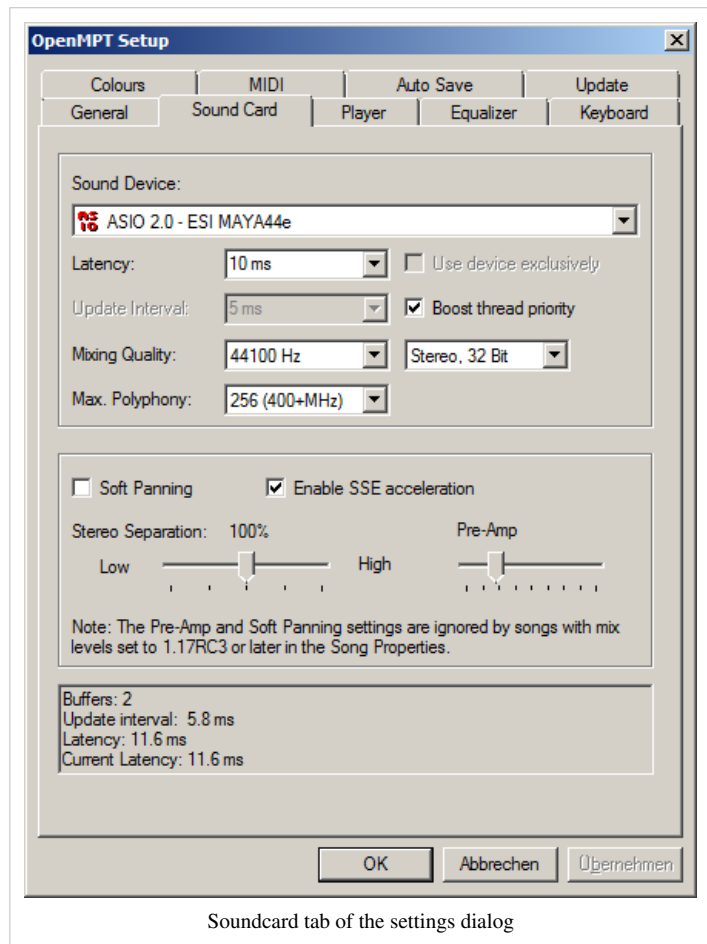 OpenMPT Setup
Colours MIDI Auto Save Update
General Sound Card Player Equalizer Keyboard
Sound Device:
ASIO ASIO 2.0 - ESI MAYA44e
Latency: 10 ms Use device exclusively
Update Interval: 5 ms Boost thread priority
Mixing Quality: 44100 Hz Stereo, 32 Bit
Max. Polyphony: 256 (400+MHz)
Soft Panning Enable SSE acceleration
Stereo Separation: 100% Pre-Amp
Low High
Note: The Pre-Amp and Soft Panning settings are ignored by songs with mix
levels set to 1.17RC3 or later in the Song Properties.
Buffers: 2
Update interval: 5.8 ms
Latency: 11.6 ms
Current Latency: 11.6 ms
OK Abbrechen Übernehmen
Soundcard tab of the settings dialog